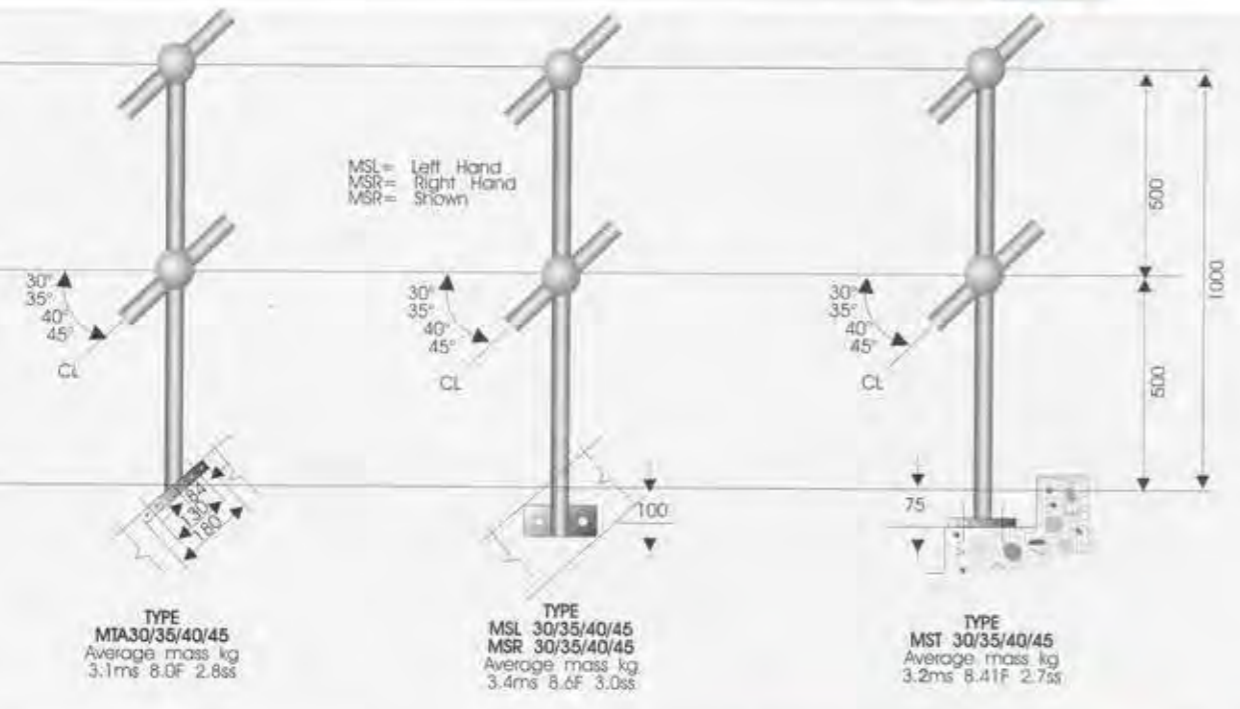 MSL= Left Hand
MSR= Right Hand
MSR= Shown
30°
35°
40°
45°
CL
30°
35°
40°
45°
CL
30°
35°
40°
45°
CL
500
500
1000
84
130
180
100
75
TYPE
MTA30/35/40/45
Average mass kg
3.1ms 8.0F 2.8ss
TYPE
MSL 30/35/40/45
MSR 30/35/40/45
Average mass kg
3.4ms 8.6F 3.0ss
TYPE
MST 30/35/40/45
Average mass kg
3.2ms 8.41F 2.7ss